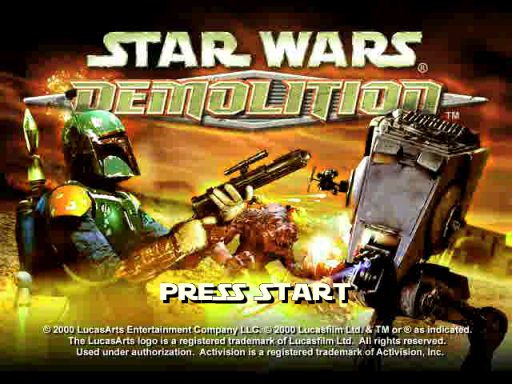 STAR WARS®
DEMOLITION™
PRESS START
© 2000 LucasArts Entertainment Company LLC. © 2000 Lucasfilm Ltd. & TM or ® as indicated.
The LucasArts logo is a registered trademark of Lucasfilm Ltd. All rights reserved.
Used under authorization. Activision is a registered trademark of Activision, Inc.